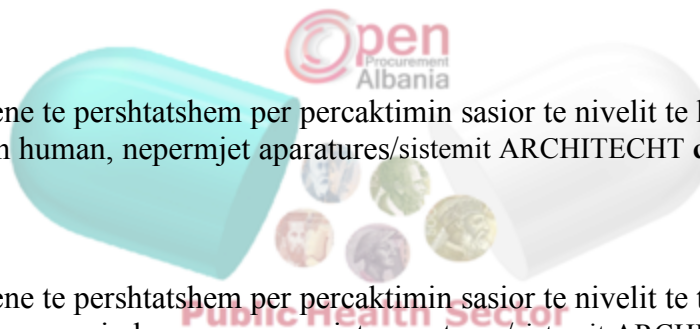 Open
Procurement
Albania
ene te pershtatshem per percaktimin sasior te nivelit te
n human, nepermjet aparatures/sistemit ARCHITECHT
ene te pershtatshem per percaktimin sasior te nivelit te
Public Health Sector